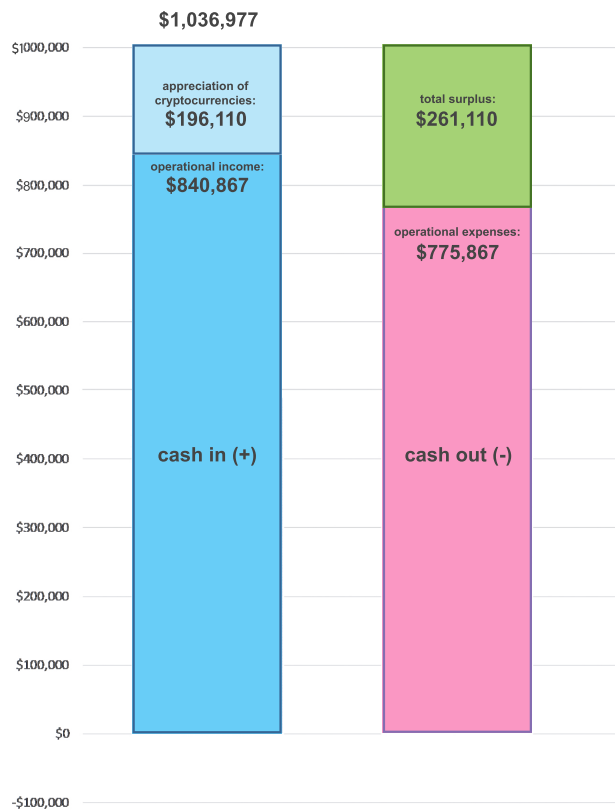 $1,036,977
$1000,000
$900,000
$800,000
$700,000
$600,000
$500,000
$400,000
$300,000
$200,000
$100,000
$0
-$100,000
appreciation of
cryptocurrencies:
$196,110
operational income:
$840,867
cash in (+)
total surplus:
$261,110
operational expenses:
$775,867
cash out (-)